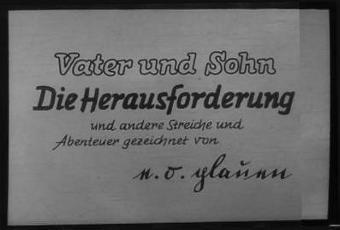 Vater und Sohn
Die Herausforderung
und andere Streiche und
Abenteuer gezeichnet von
e. o. plauen